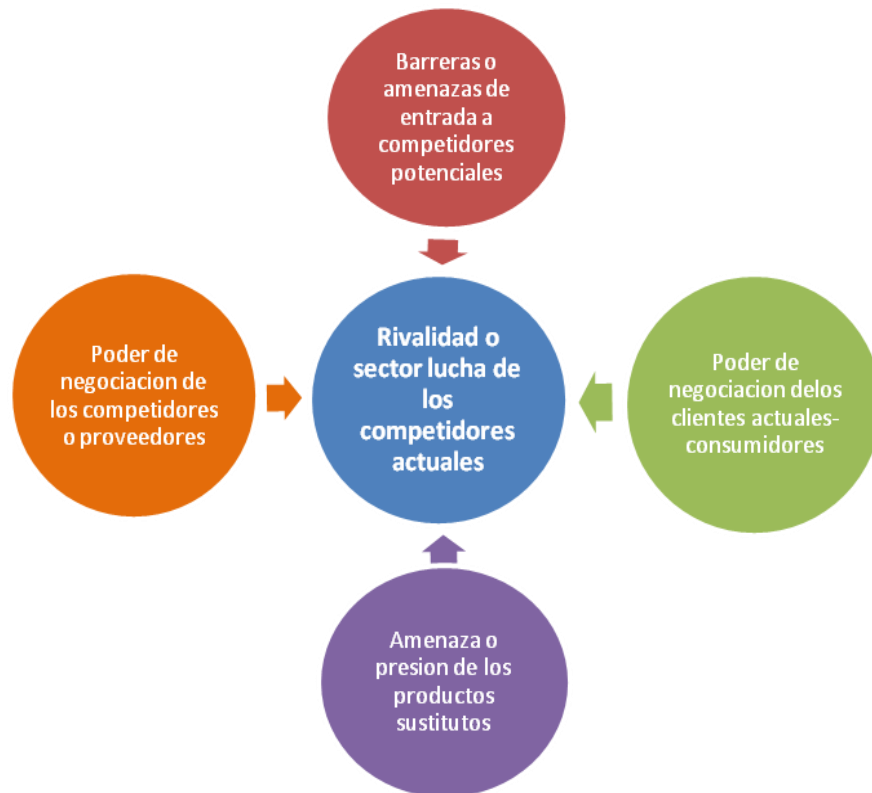 Barreras o
amenazas de
entrada a
competidores
potenciales
Poder de
negociacion de
los competidores
o proveedores
Rivalidad o
sector lucha de
los
competidores
actuales
Poder de
negociacion delos
clientes actuales-
consumidores
Amenaza o
presion de los
productos
sustitutos